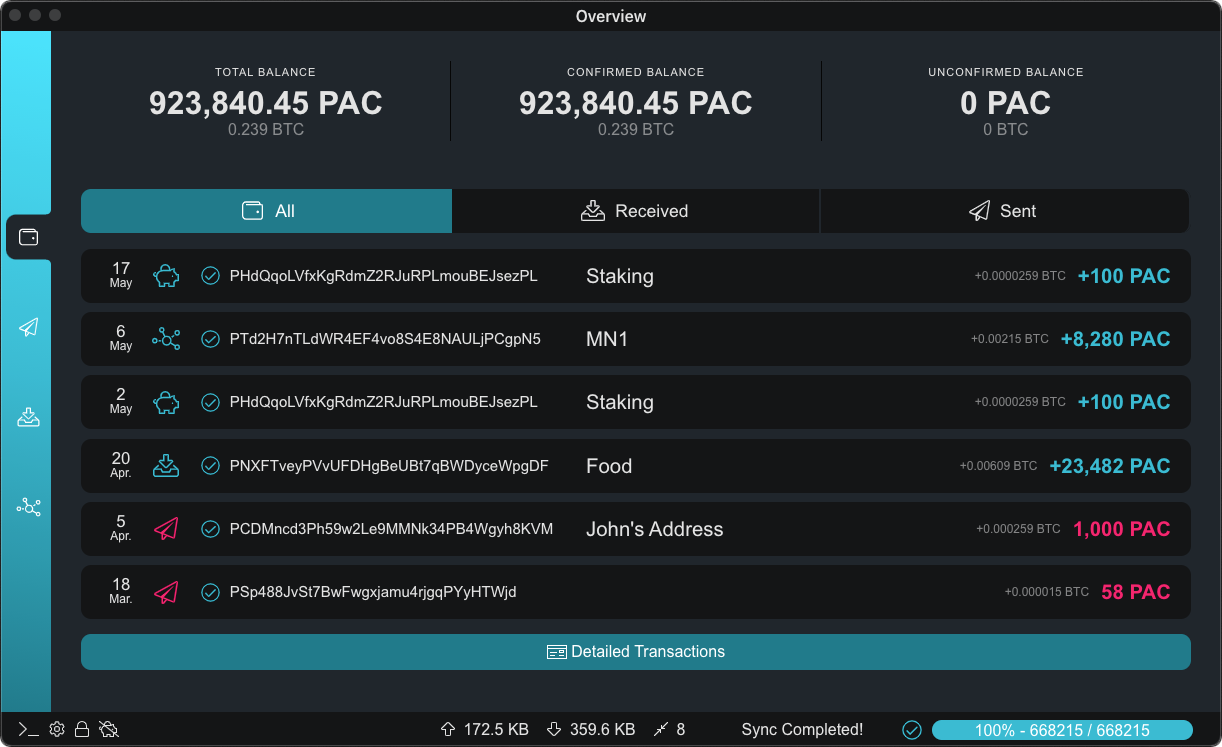 Overview
TOTAL BALANCE
923,840.45 PAC
0.239 BTC
CONFIRMED BALANCE
923,840.45 PAC
0.239 BTC
UNCONFIRMED BALANCE
0 PAC
0 BTC
All
Received
Sent
17 May PHdQqoLVfxKgRdmZ2RJuRPLmouBEJsezPL Staking +0.0000259 BTC +100 PAC
6 May PTd2H7nTLdWR4EF4vo8S4E8NAULjPCgpN5 MN1 +0.00215 BTC +8,280 PAC
2 May PHdQqoLVfxKgRdmZ2RJuRPLmouBEJsezPL Staking +0.0000259 BTC +100 PAC
20 Apr. PNXFTveyPVvUFDHgBeUBt7qBWDyceWpgDF Food +0.00609 BTC +23,482 PAC
5 Apr. PCDMncd3Ph59w2Le9MMNk34PB4Wgyh8KVM John's Address +0.000259 BTC 1,000 PAC
18 Mar. PSp488JvSt7BwFwgxjamu4rjgqPYyHTWjd +0.000015 BTC 58 PAC
Detailed Transactions
172.5 KB 359.6 KB 8 Sync Completed! 100% - 668215 / 668215